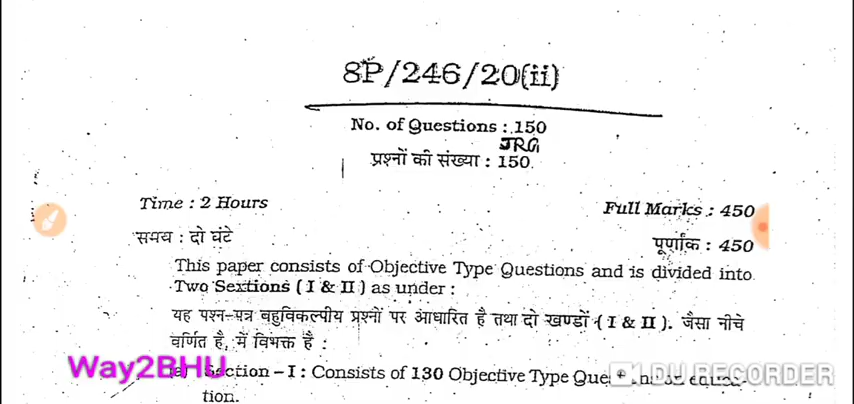 8P/246/20(ii)
No. of Questions : 150
JRG
प्रश्नों की संख्या : 150
Time : 2 Hours
Full Marks : 450
समय : दो घंटे
पूर्णांक : 450
This paper consists of Objective Type Questions and is divided into
Two Sextions ( I & II ) as under :
यह पश्न-पत्र वहुविकल्पीय प्रश्नों पर आधारित है तथा दो खण्डों ( I & II ). जैसा नीचे
वर्णित है, में विभक्त है :
Way2BHU
DU RECORDER
(a) Section – I : Consists of 130 Objective Type
tion.